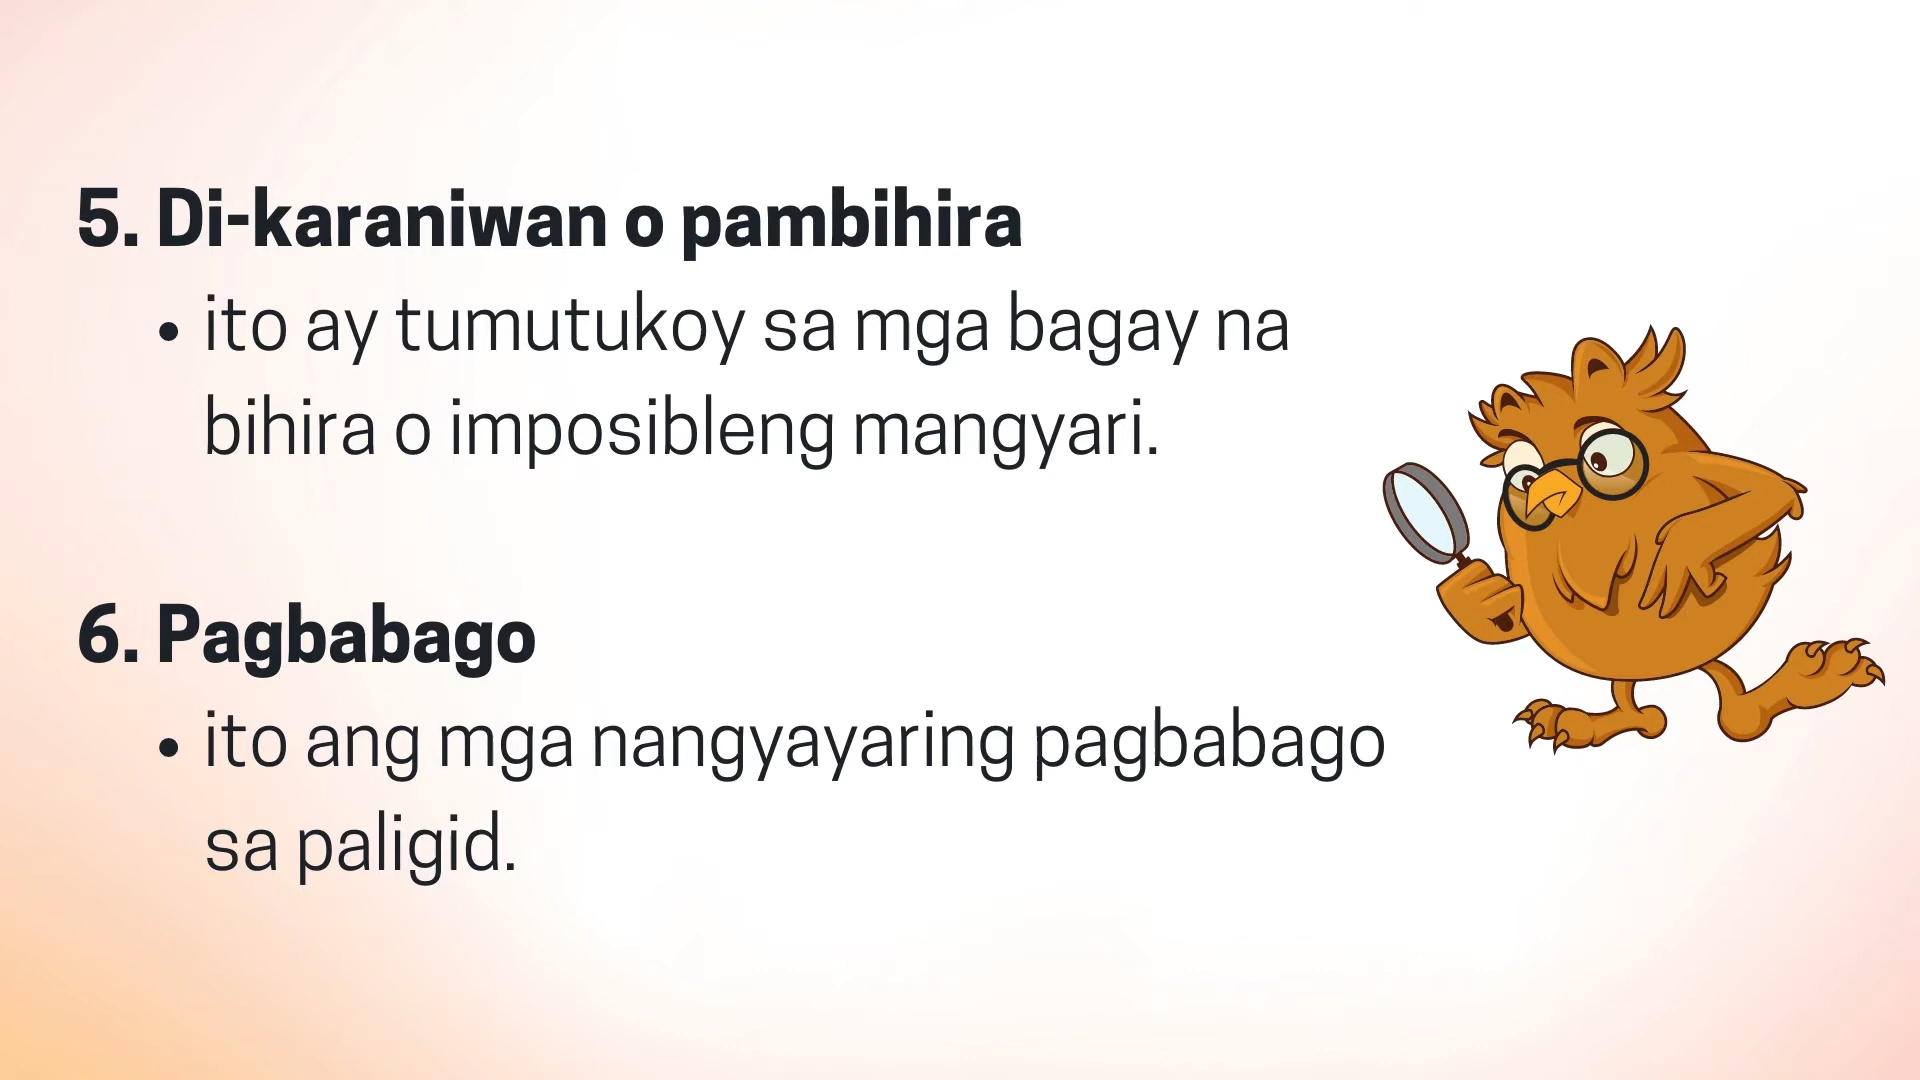 5. Di-karaniwan o pambihira
• ito ay tumutukoy sa mga bagay na
bihira o imposibleng mangyari.
6. Pagbabago
• ito ang mga nangyayaring pagbabago
sa paligid.